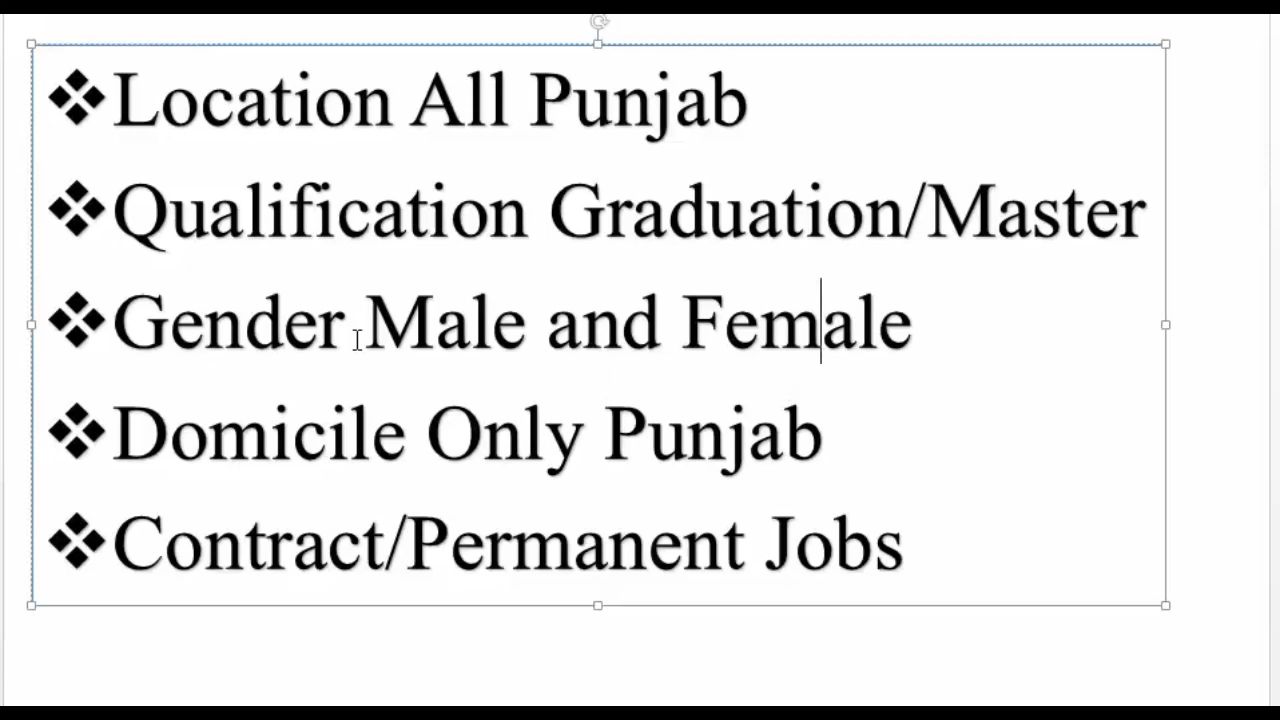 ❖Location All Punjab
❖Qualification Graduation/Master
❖Gender Male and Female
❖Domicile Only Punjab
❖Contract/Permanent Jobs